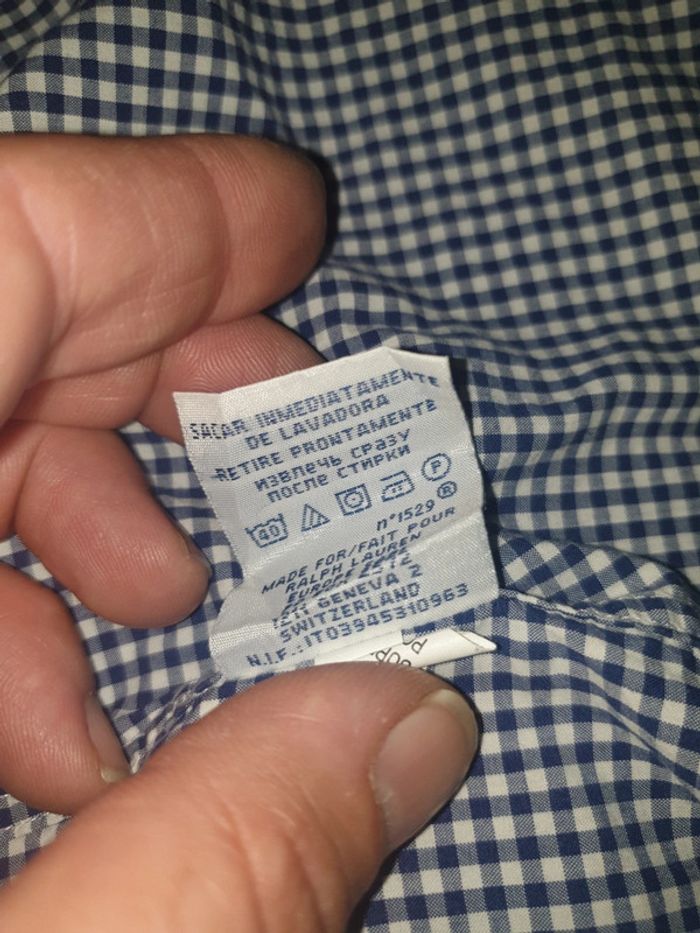 SACAR INMEDIATAMENTE
DE LAVADORA
RETIRE PRONTAMENTE
ИЗВЛЕЧЬ СРАЗУ
ПОСЛЕ СТИРКИ
40 P
n°1529 ®
MADE FOR/FAIT POUR
RALPH LAUREN
EUROPE
GENEVA 2
SWITZERLAND
N.I.F.:IT03945310963